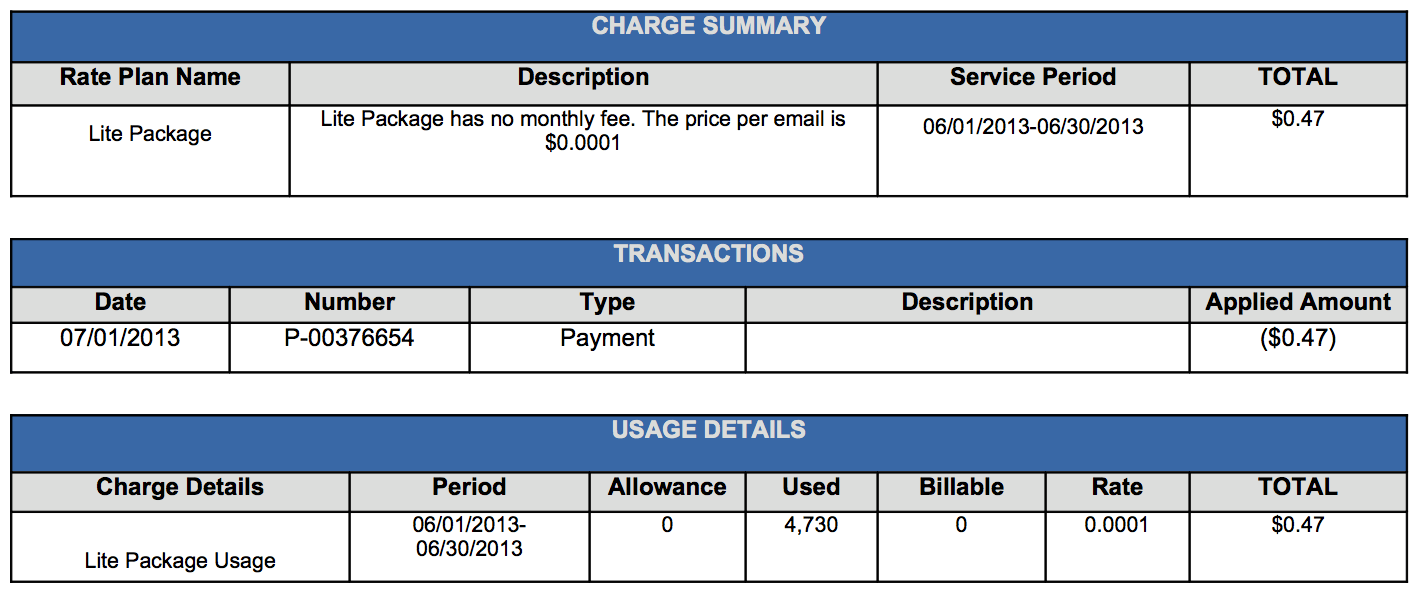 CHARGE SUMMARY
Rate Plan Name Description Service Period TOTAL
Lite Package has no monthly fee. The price per email is $0.47
Lite Package 06/01/2013-06/30/2013
$0.0001
TRANSACTIONS
Date Number Type Description Applied Amount
07/01/2013 P-00376654 Payment ($0.47)
USAGE DETAILS
Charge Details Period Allowance Used Billable Rate TOTAL
06/01/2013- 0 4,730 0 0.0001 $0.47
06/30/2013
Lite Package Usage